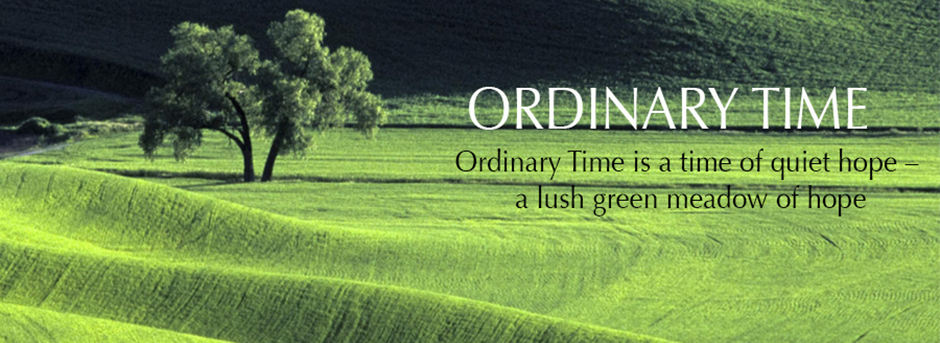 ORDINARY TIME
Ordinary Time is a time of quiet hope –
a lush green meadow of hope